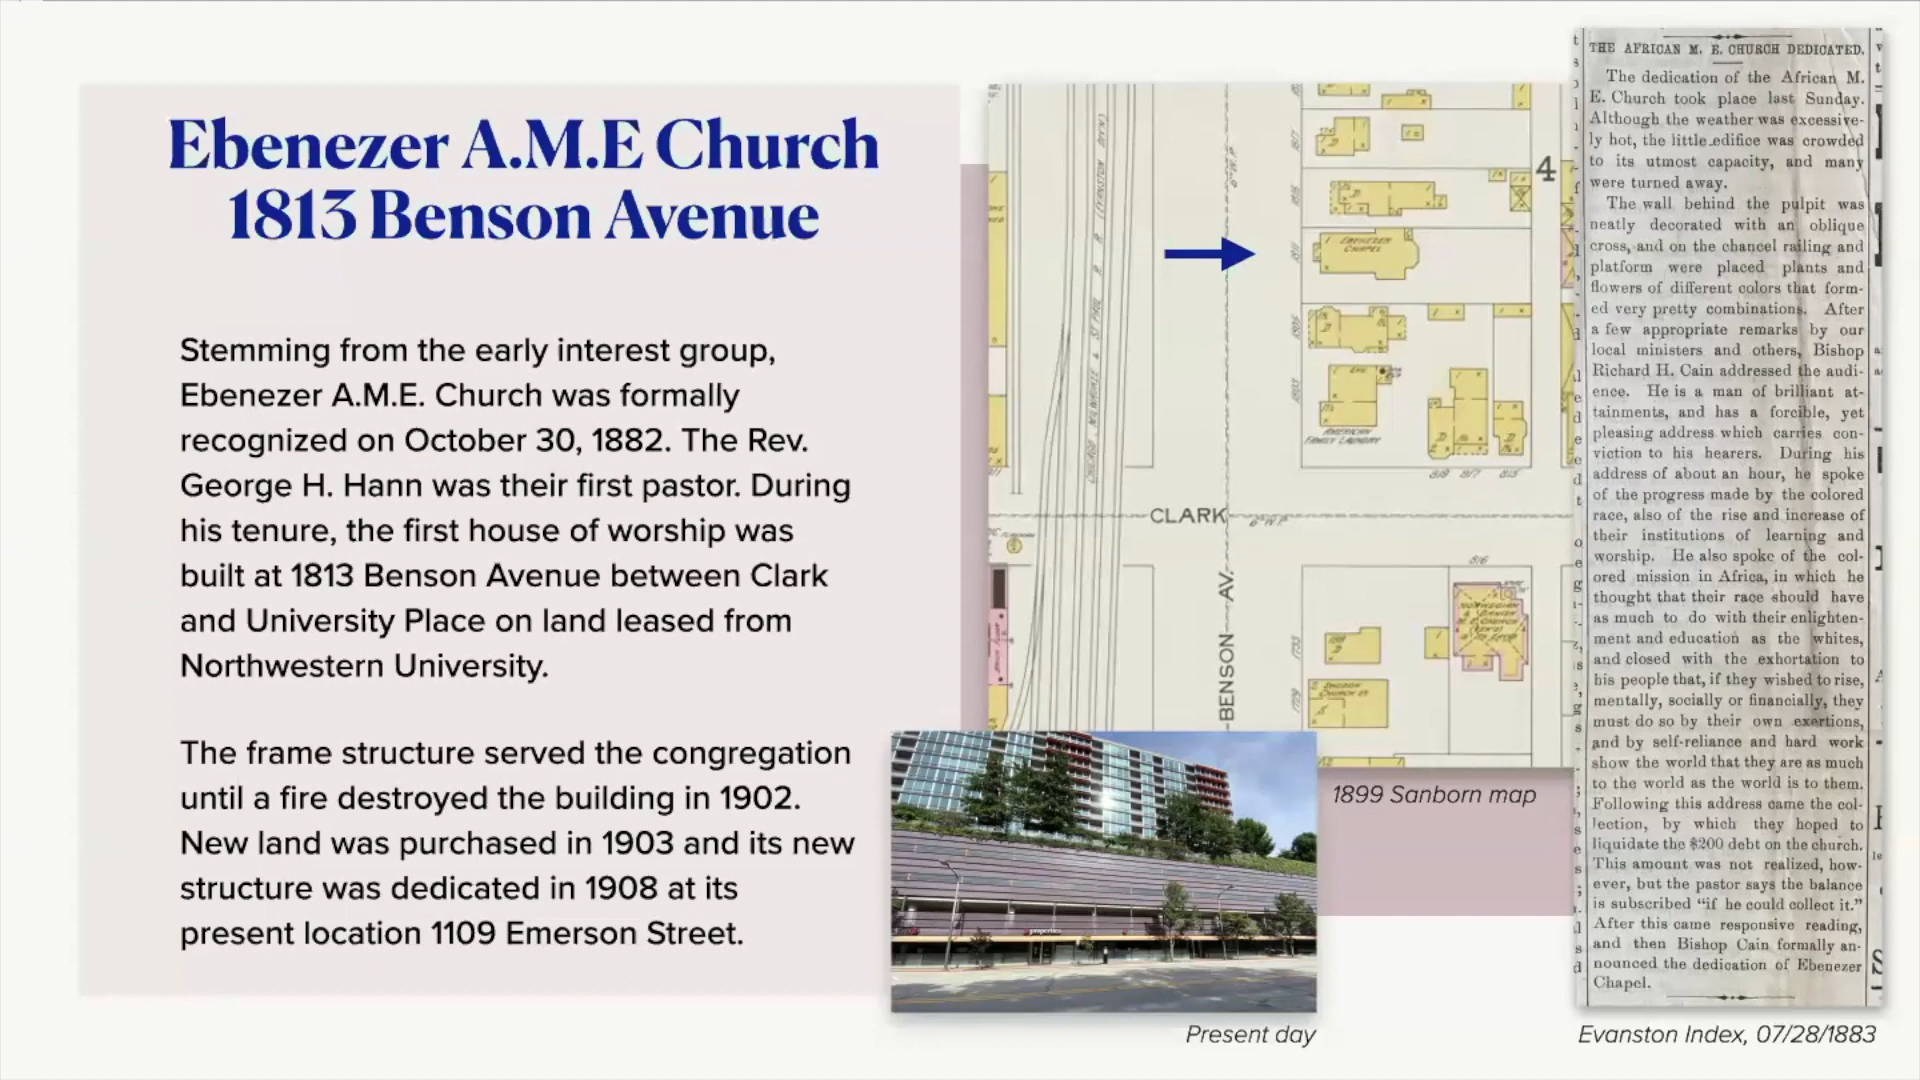 Ebenezer A.M.E Church
1813 Benson Avenue
Stemming from the early interest group,
Ebenezer A.M.E. Church was formally
recognized on October 30, 1882. The Rev.
George H. Hann was their first pastor. During
his tenure, the first house of worship was
built at 1813 Benson Avenue between Clark
and University Place on land leased from
Northwestern University.
The frame structure served the congregation
until a fire destroyed the building in 1902.
New land was purchased in 1903 and its new
structure was dedicated in 1908 at its
present location 1109 Emerson Street.
4
EBENEZER
CHAPEL
AMERICAN
FAMILY LAUNDRY
818 817 815
CLARK
6" W.P.
BENSON AV.
816
1899 Sanborn map
properties
Present day
THE AFRICAN M. E. CHURCH DEDICATED.
The dedication of the African M.
E. Church took place last Sunday.
Although the weather was excessive-
ly hot, the little edifice was crowded
to its utmost capacity, and many
were turned away.
The wall behind the pulpit was
neatly decorated with an oblique
cross, and on the chancel railing and
platform were placed plants and
flowers of different colors that form-
ed very pretty combinations. After
a few appropriate remarks by our
local ministers and others, Bishop
Richard H. Cain addressed the audi-
ence. He is a man of brilliant at-
tainments, and has a forcible, yet
pleasing address which carries con-
viction to his hearers. During his
address of about an hour, he spoke
of the progress made by the colored
race, also of the rise and increase of
their institutions of learning and
worship. He also spoke of the col-
ored mission in Africa, in which he
thought that their race should have
as much to do with their enlighten-
ment and education as the whites,
and closed with the exhortation to
his people that, if they wished to rise,
mentally, socially or financially, they
must do so by their own exertions,
and by self-reliance and hard work
show the world that they are as much
to the world as the world is to them.
Following this address came the col-
lection, by which they hoped to
liquidate the $200 debt on the church.
This amount was not realized, how-
ever, but the pastor says the balance
is subscribed "if he could collect it."
After this came responsive reading,
and then Bishop Cain formally an-
nounced the dedication of Ebenezer
Chapel.
Evanston Index, 07/28/1883